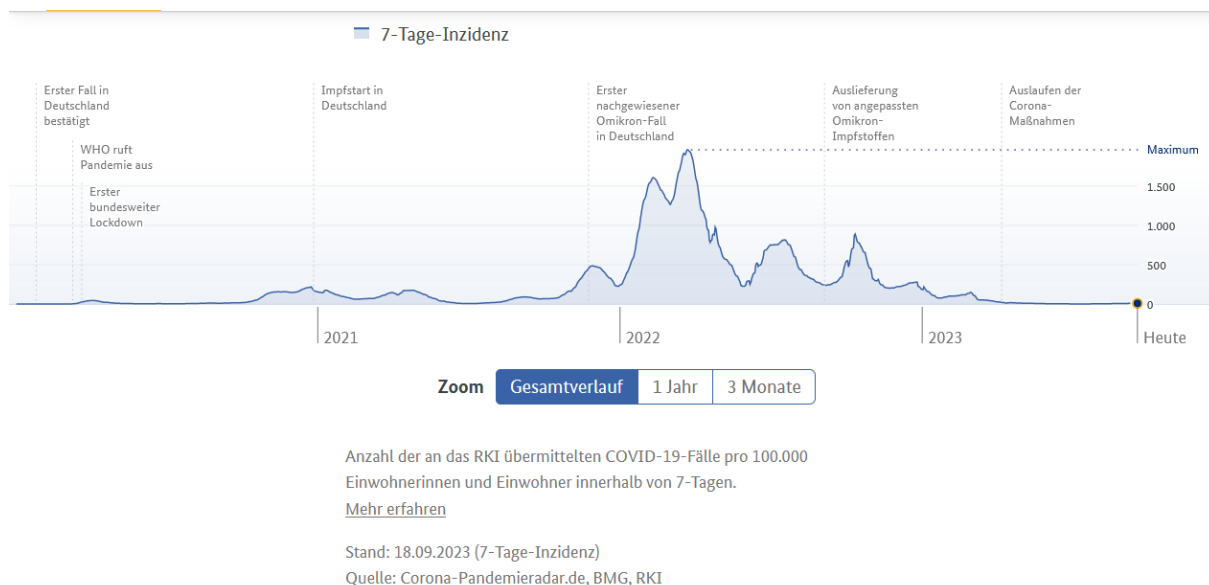 7-Tage-Inzidenz
Erster Fall in
Deutschland
bestätigt
WHO ruft
Pandemie aus
Erster
bundesweiter
Lockdown
Impfstart in
Deutschland
Erster
nachgewiesener
Omikron-Fall
in Deutschland
Auslieferung
von angepassten
Omikron-
Impfstoffen
Auslaufen der
Corona-
Maßnahmen
Maximum
1.500
1.000
500
0
2021
2022
2023
Heute
Zoom Gesamtverlauf 1 Jahr 3 Monate
Anzahl der an das RKI übermittelten COVID-19-Fälle pro 100.000
Einwohnerinnen und Einwohner innerhalb von 7-Tagen.
Mehr erfahren
Stand: 18.09.2023 (7-Tage-Inzidenz)
Quelle: Corona-Pandemieradar.de, BMG, RKI